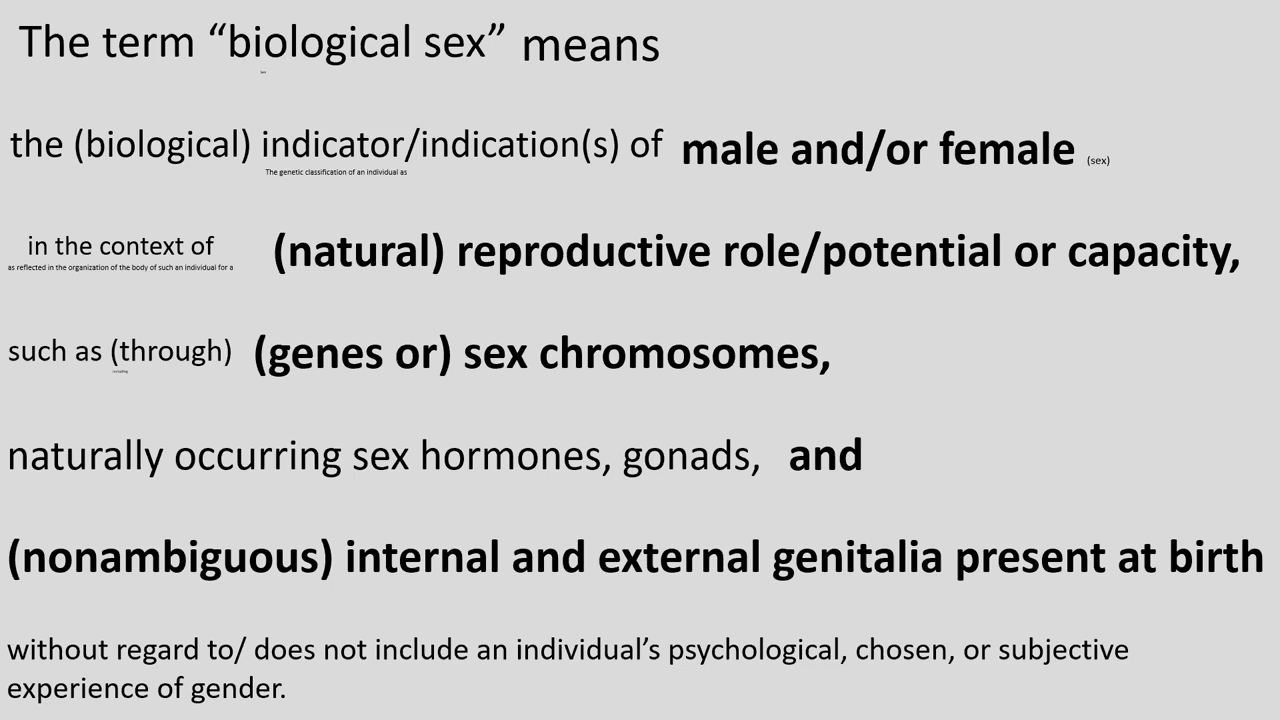 The term “biological sex” means
the (biological) indicator/indication(s) of male and/or female (sex)
The genetic classification of an individual as
in the context of (natural) reproductive role/potential or capacity,
as reflected in the organization of the body of such an individual for a
such as (through) (genes or) sex chromosomes,
including
naturally occurring sex hormones, gonads, and
(nonambiguous) internal and external genitalia present at birth
without regard to/ does not include an individual’s psychological, chosen, or subjective
experience of gender.